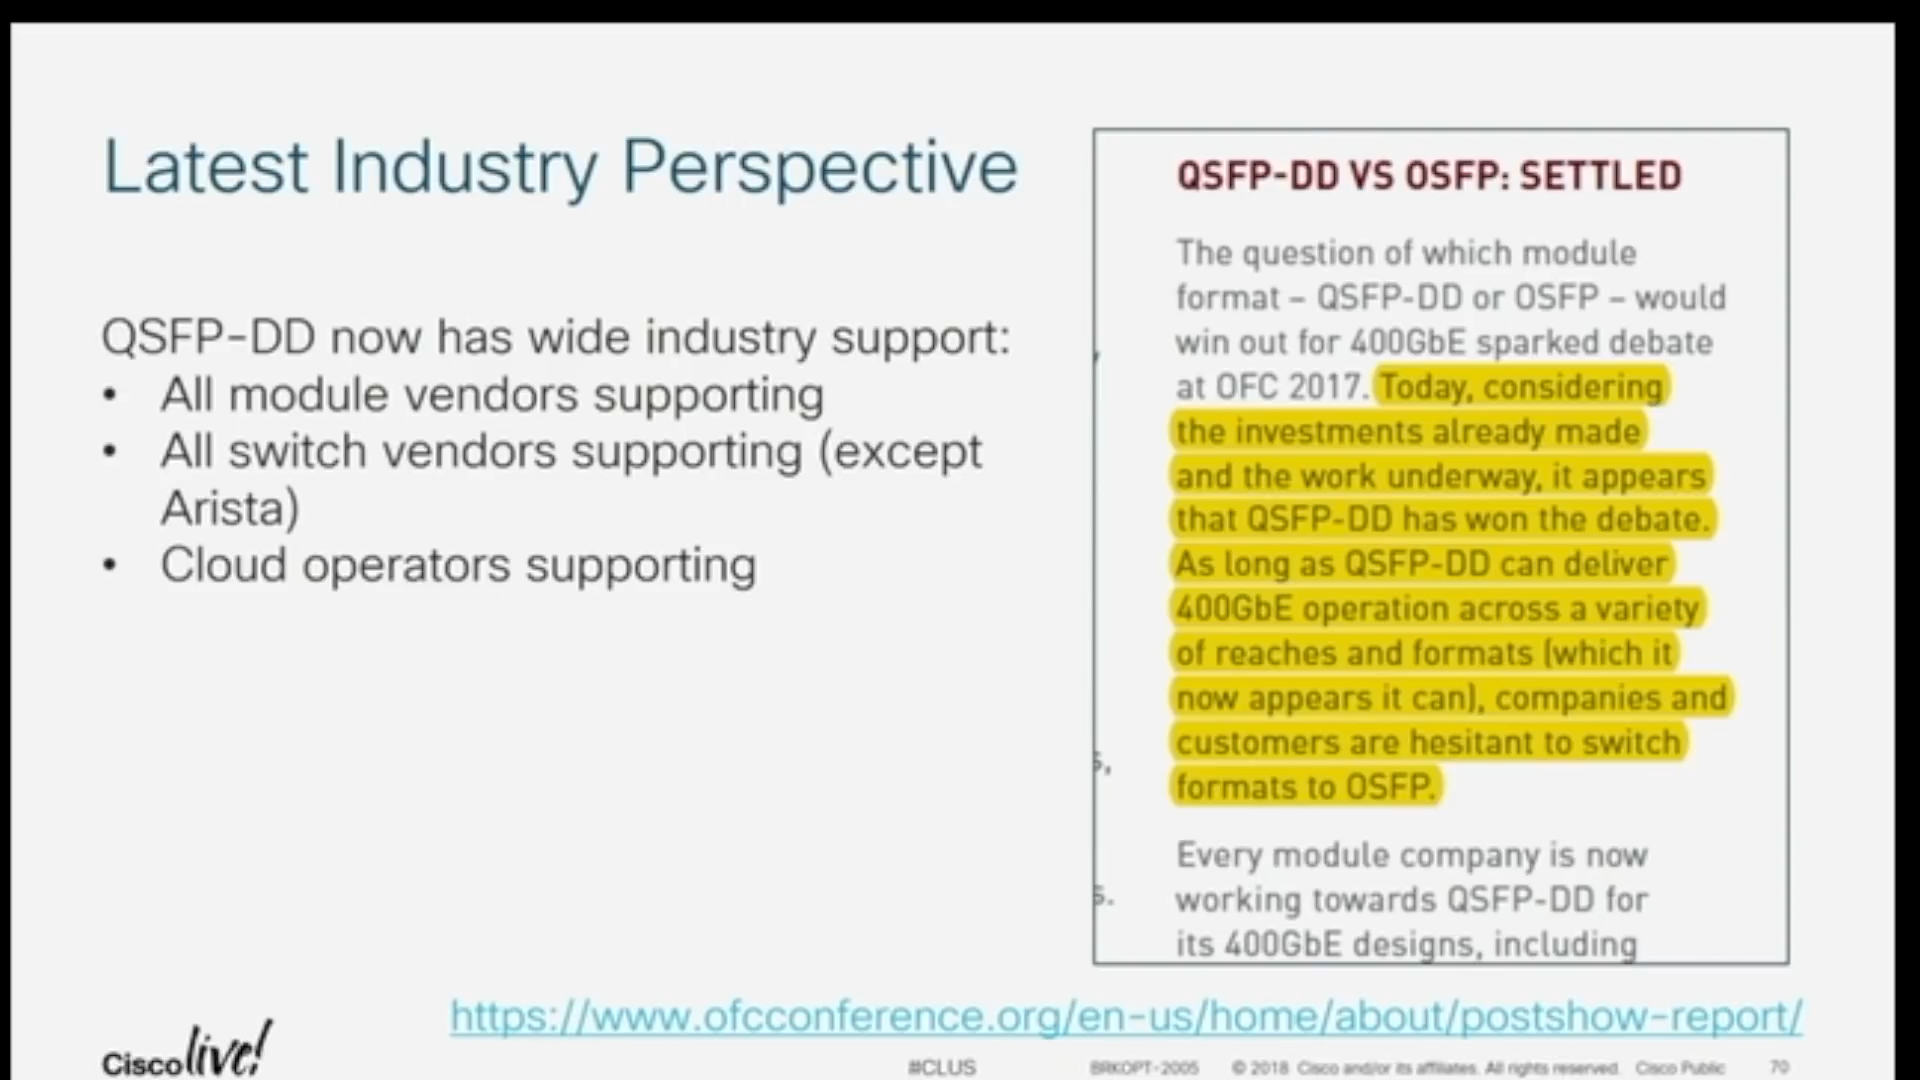 Latest Industry Perspective
QSFP-DD now has wide industry support:
• All module vendors supporting
• All switch vendors supporting (except
Arista)
• Cloud operators supporting
QSFP-DD VS OSFP: SETTLED
The question of which module
format – QSFP-DD or OSFP – would
win out for 400GbE sparked debate
at OFC 2017. Today, considering
the investments already made
and the work underway, it appears
that QSFP-DD has won the debate.
As long as QSFP-DD can deliver
400GbE operation across a variety
of reaches and formats (which it
now appears it can), companies and
customers are hesitant to switch
formats to OSFP.
Every module company is now
working towards QSFP-DD for
its 400GbE designs, including
https://www.ofcconference.org/en-us/home/about/postshow-report/
Cisco live!
#CLUS
BRKOPT-2005 © 2018 Cisco and/or its affiliates. All rights reserved. Cisco Public 70